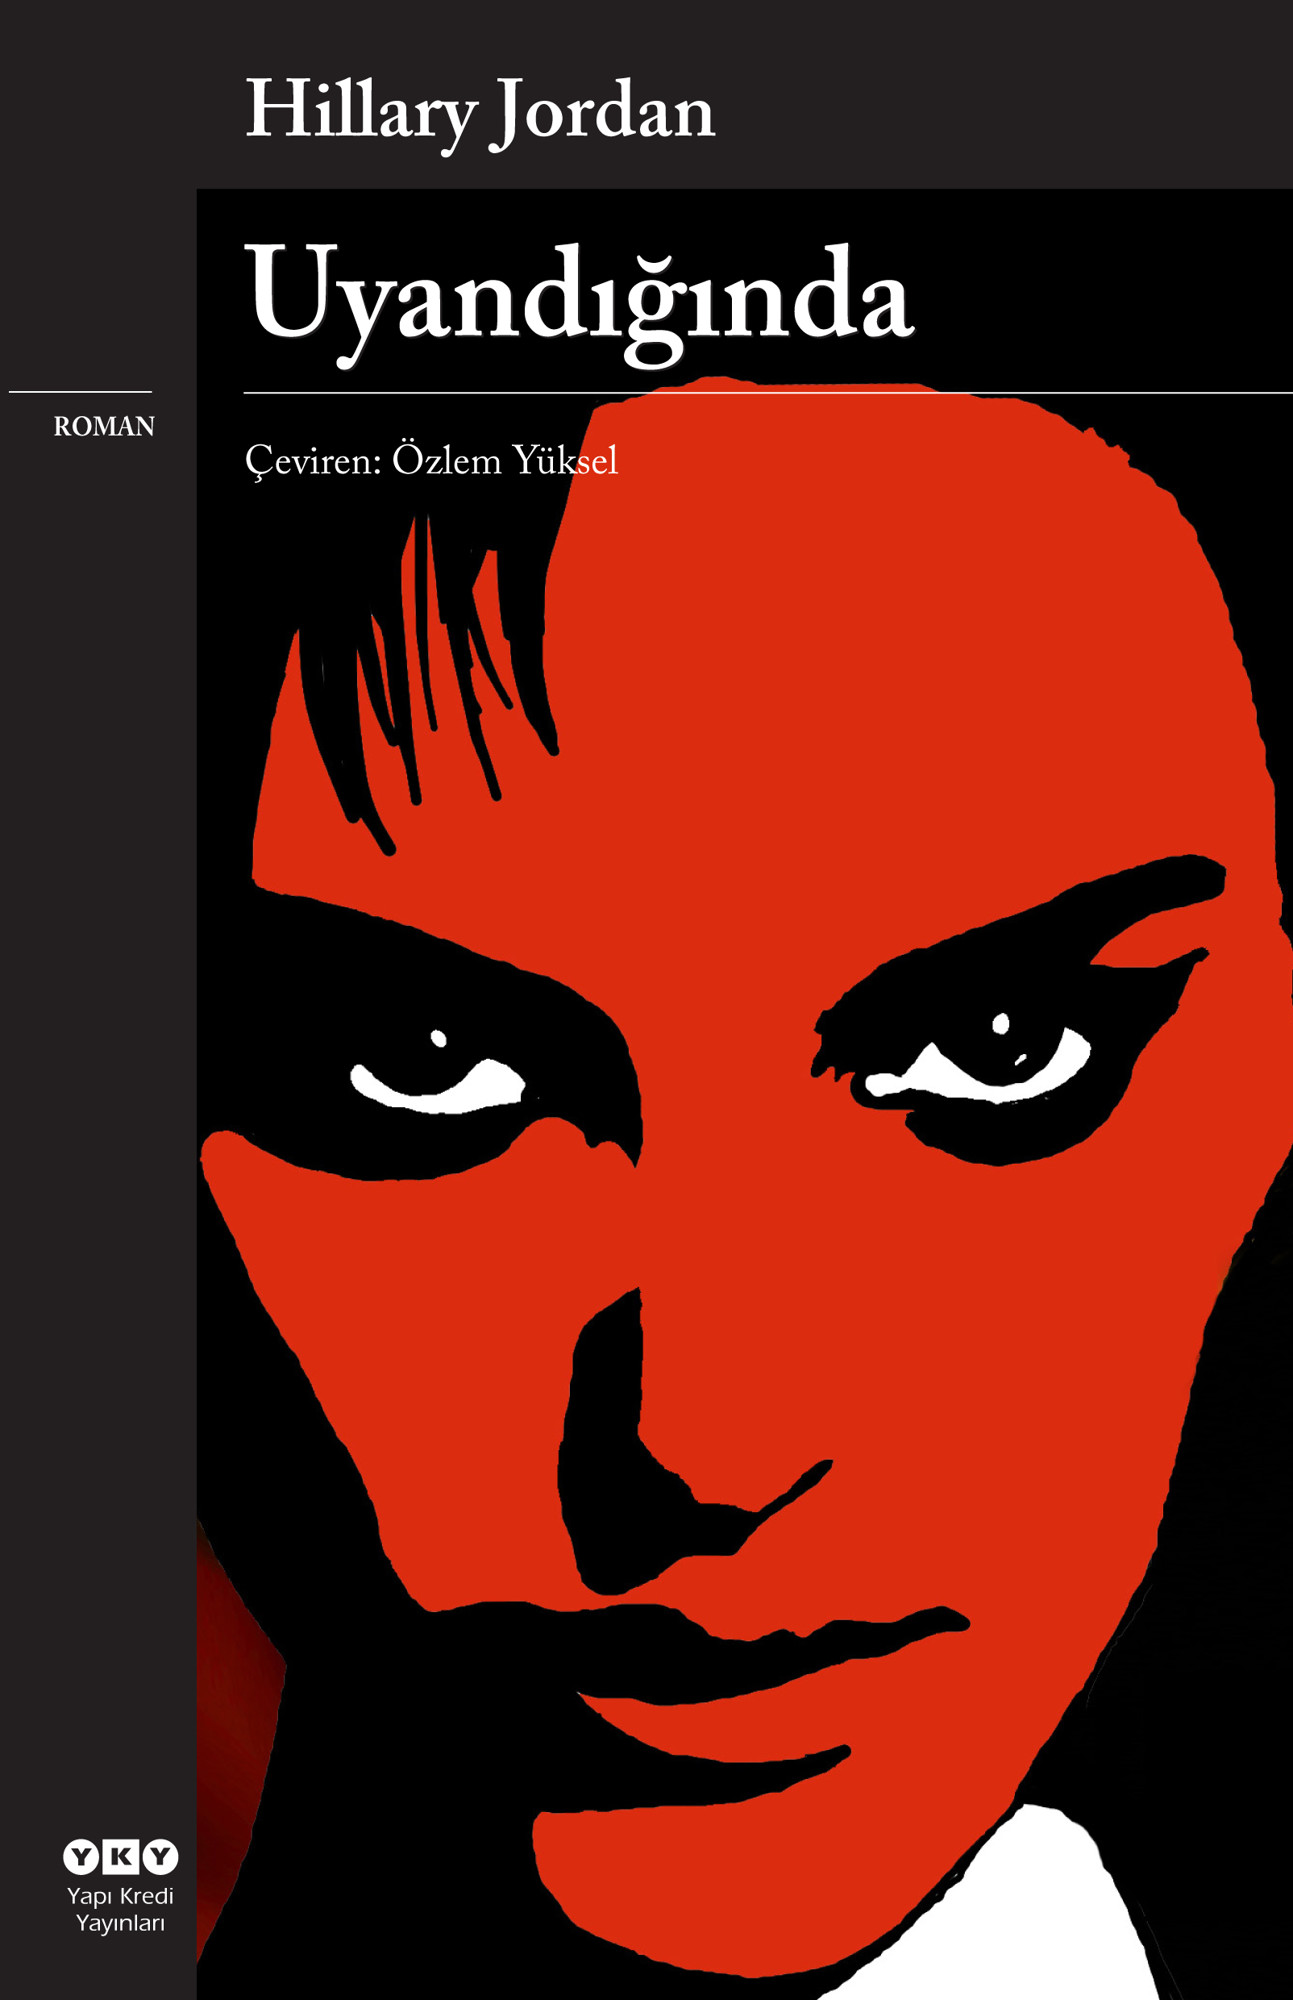 Hillary Jordan
Uyandığında
ROMAN
Çeviren: Özlem Yüksel
YKY
Yapı Kredi
Yayınları